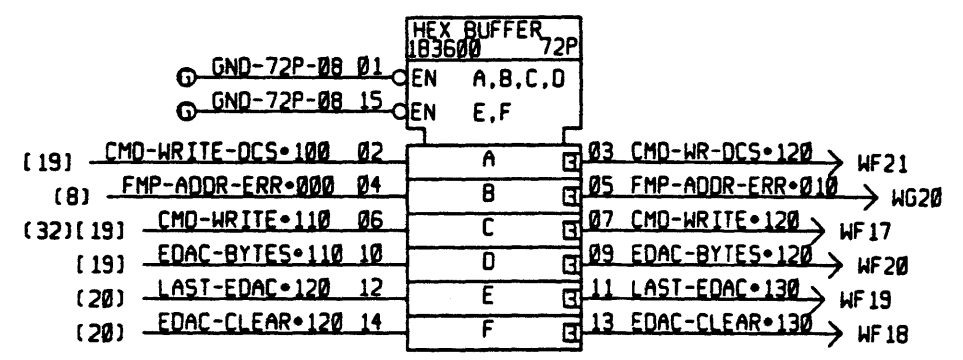 HEX BUFFER
1B3600 72P
G GND-72P-08 01 EN A,B,C,D
G GND-72P-08 15 EN E,F
[19] CMD-WRITE-DCS•100 02 A 03 CMD-WR-DCS•120 WF21
[8] FMP-ADDR-ERR•000 04 B 05 FMP-ADDR-ERR•010 WG20
[32][19] CMD-WRITE•110 06 C 07 CMD-WRITE•120 WF17
[19] EDAC-BYTES•110 10 D 09 EDAC-BYTES•120 WF20
[20] LAST-EDAC•120 12 E 11 LAST-EDAC•130 WF19
[20] EDAC-CLEAR•120 14 F 13 EDAC-CLEAR•130 WF18